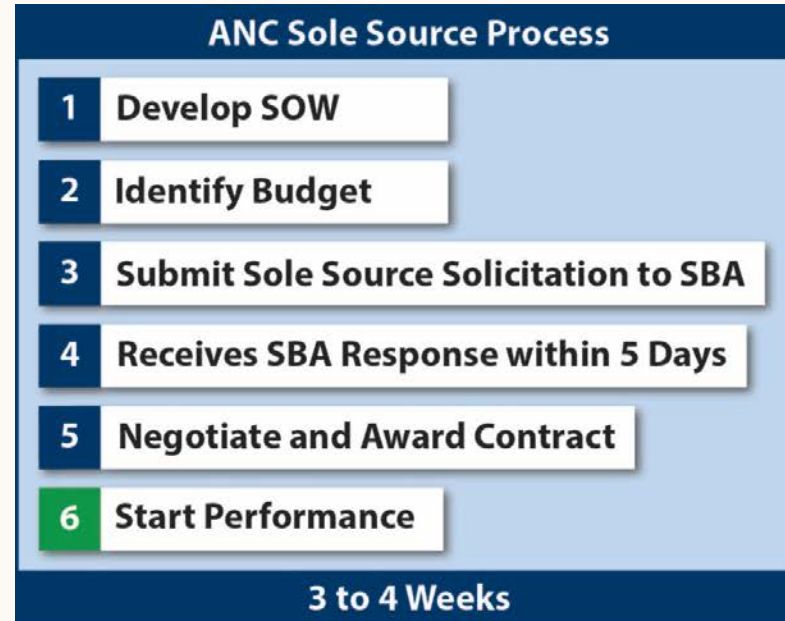 ANC Sole Source Process
1 Develop SOW
2 Identify Budget
3 Submit Sole Source Solicitation to SBA
4 Receives SBA Response within 5 Days
5 Negotiate and Award Contract
6 Start Performance
3 to 4 Weeks